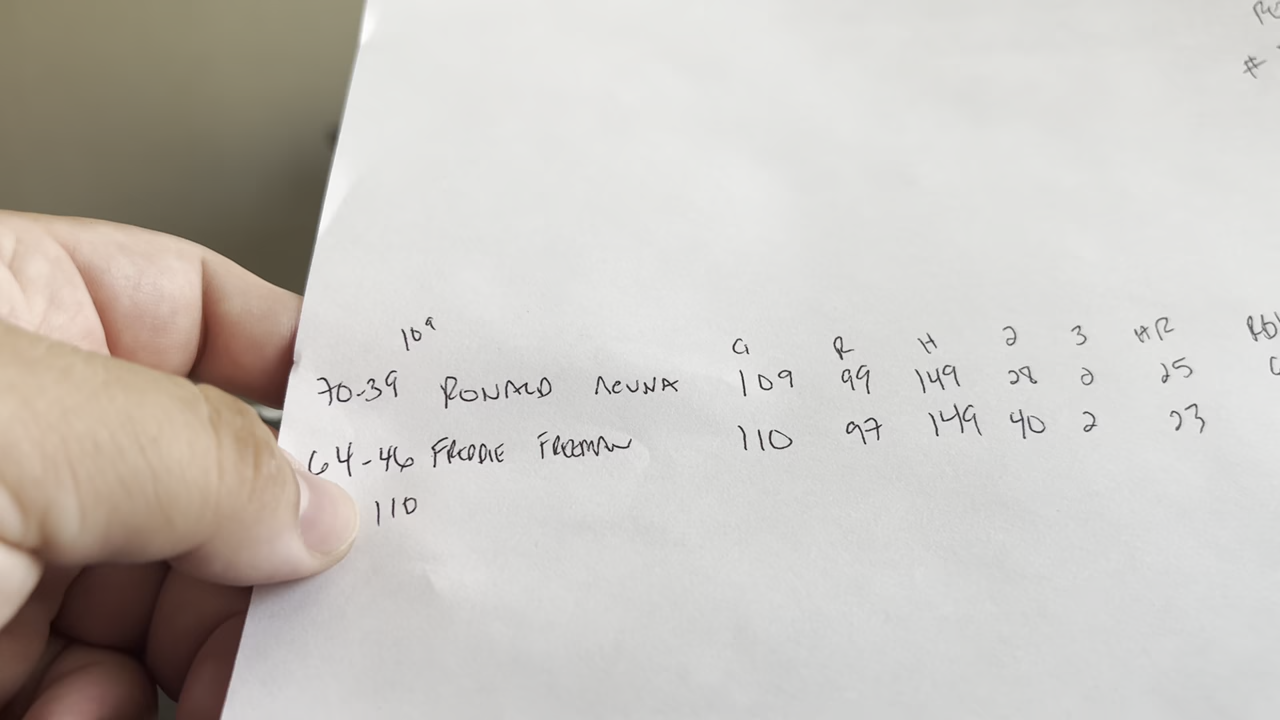 #
109
G R H 2 3 HR
70-39 RONALD ACUNA 109 99 149 28 2 25
64-46 FREDDIE FREEMAN 110 97 149 40 2 23
110